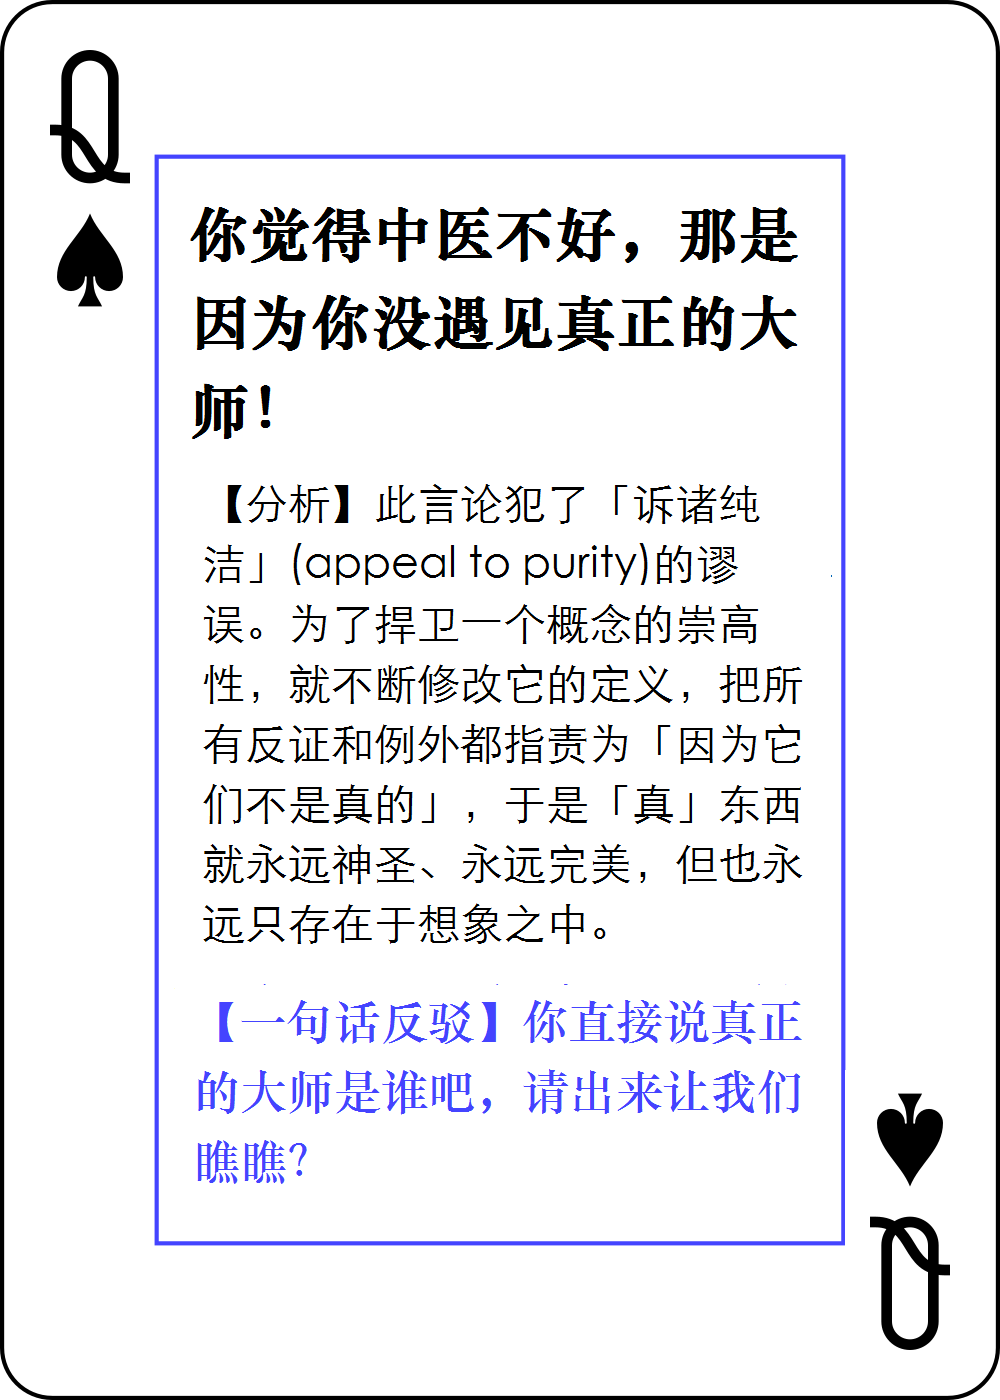 Q
你觉得中医不好，那是
因为你没遇见真正的大
师！
【分析】此言论犯了「诉诸纯
洁」(appeal to purity)的谬
误。为了捍卫一个概念的崇高
性，就不断修改它的定义，把所
有反证和例外都指责为「因为它
们不是真的」，于是「真」东西
就永远神圣、永远完美，但也永
远只存在于想象之中。
【一句话反驳】你直接说真正
的大师是谁吧，请出来让我们
瞧瞧？
Q